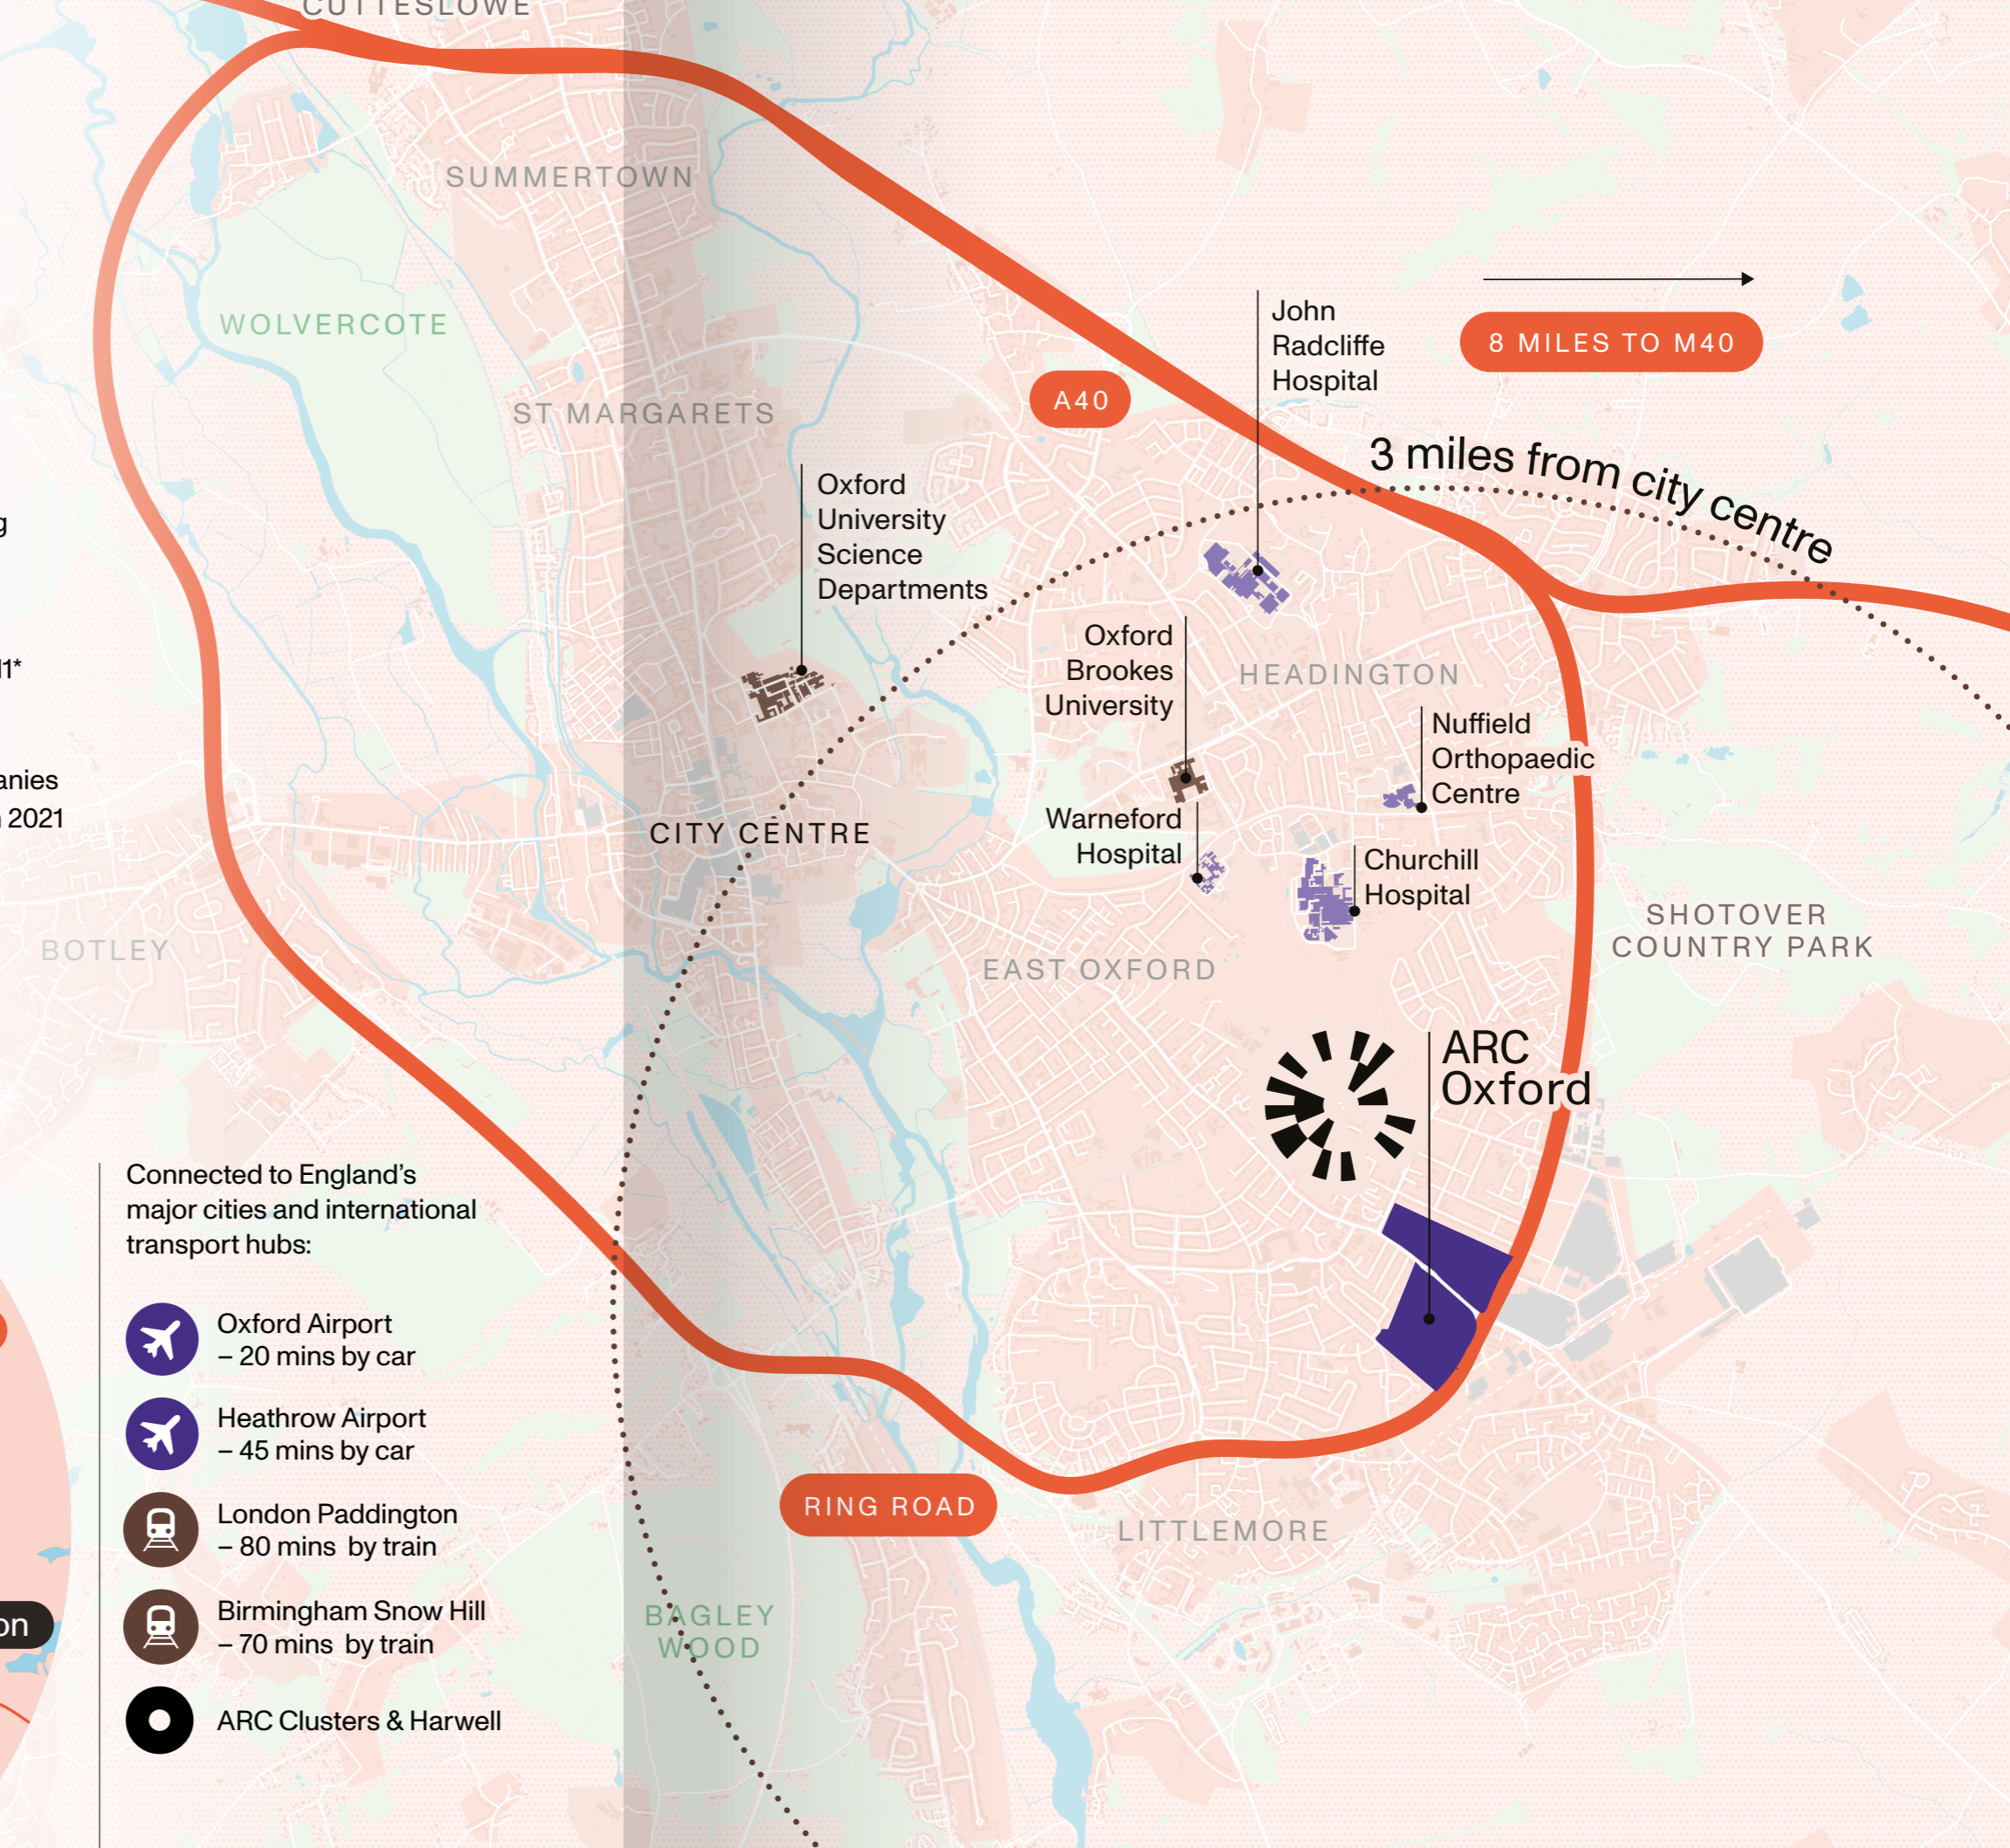 CUTTESLOWE
SUMMERTOWN
WOLVERCOTE
ST MARGARETS
A40
John
Radcliffe
Hospital
8 MILES TO M40
3 miles from city centre
Oxford
University
Science
Departments
Oxford
Brookes
University
HEADINGTON
Nuffield
Orthopaedic
Centre
Warneford
Hospital
Churchill
Hospital
CITY CENTRE
BOTLEY
EAST OXFORD
SHOTOVER
COUNTRY PARK
ARC
Oxford
2021
Connected to England's
major cities and international
transport hubs:
Oxford Airport
– 20 mins by car
Heathrow Airport
– 45 mins by car
London Paddington
– 80 mins by train
Birmingham Snow Hill
– 70 mins by train
ARC Clusters & Harwell
RING ROAD
LITTLEMORE
BAGLEY
WOOD